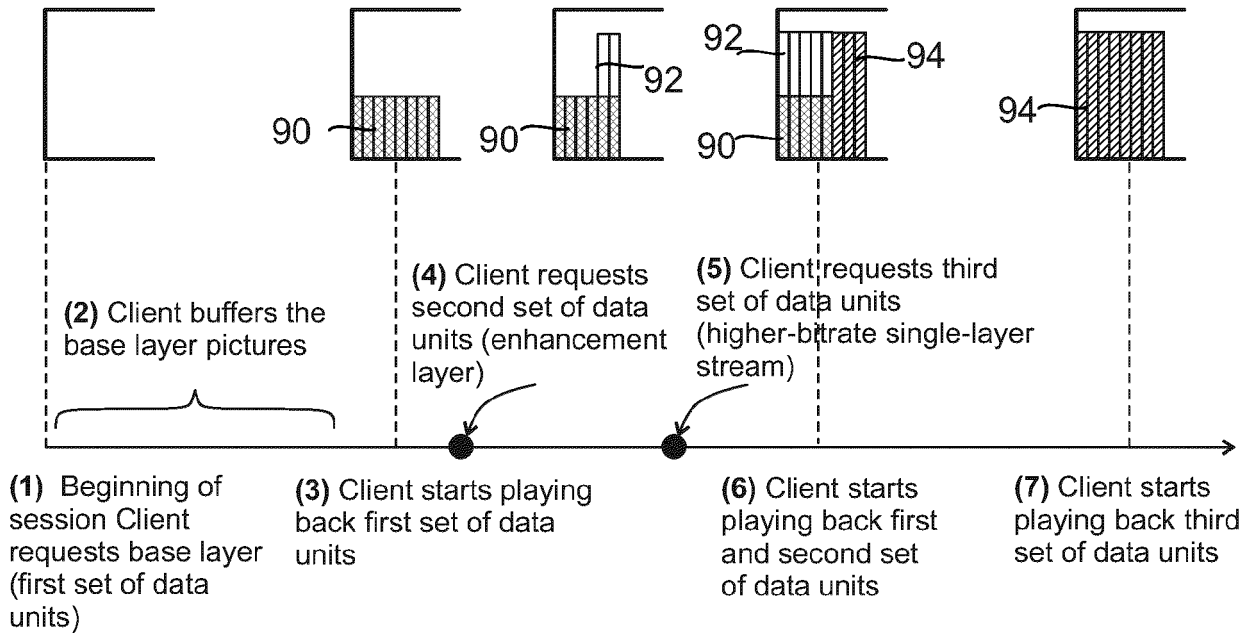 92
94
92
90
90
90
94
(4) Client requests
second set of data
units (enhancement
layer)
(5) Client requests third
set of data units
(higher-bitrate single-layer
stream)
(2) Client buffers the
base layer pictures
(1) Beginning of
session Client
requests base layer
(first set of data
units)
(3) Client starts playing
back first set of data
units
(6) Client starts
playing back first
and second set
of data units
(7) Client starts
playing back third
set of data units